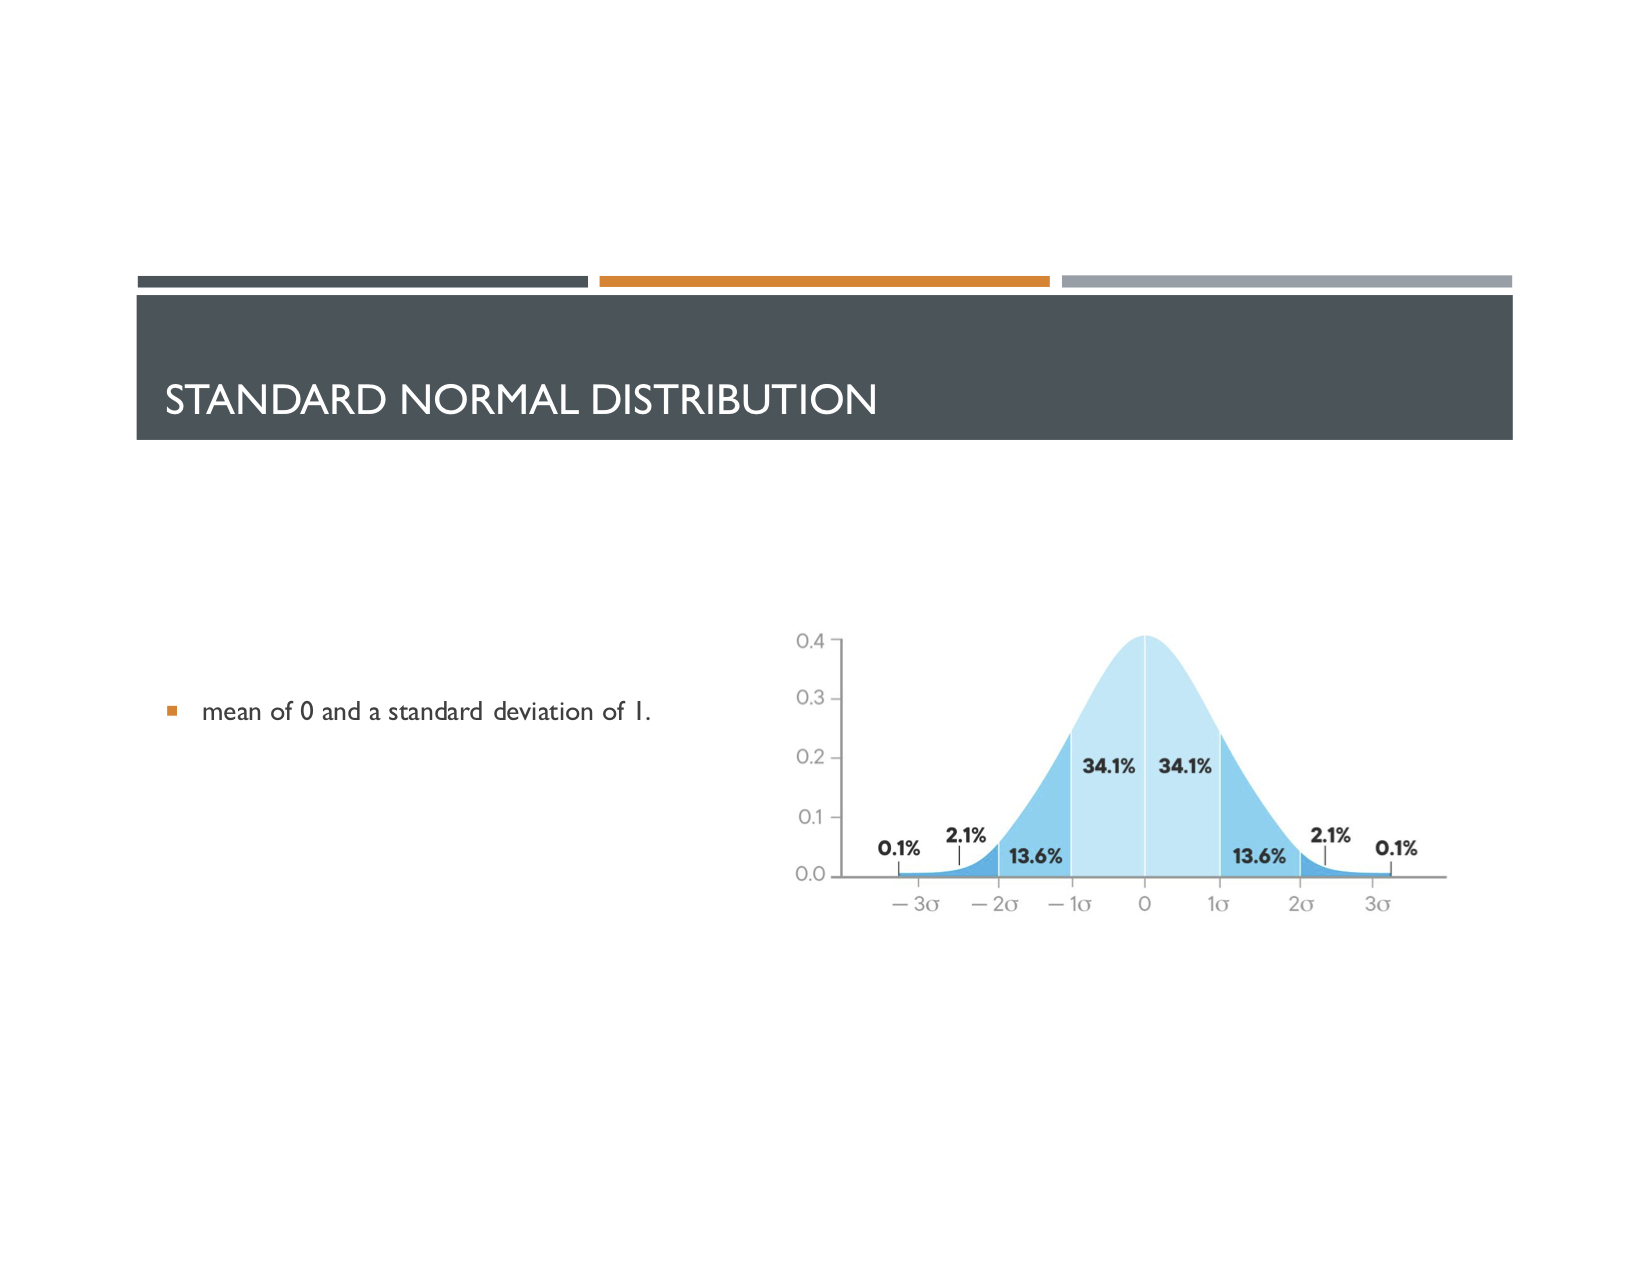 STANDARD NORMAL DISTRIBUTION
mean of 0 and a standard deviation of 1.
0.4
0.3
0.2
0.1
0.0
34.1% 34.1%
0.1% 2.1% 13.6% 13.6% 2.1% 0.1%
– 3σ – 2σ – 1σ 0 1σ 2σ 3σ